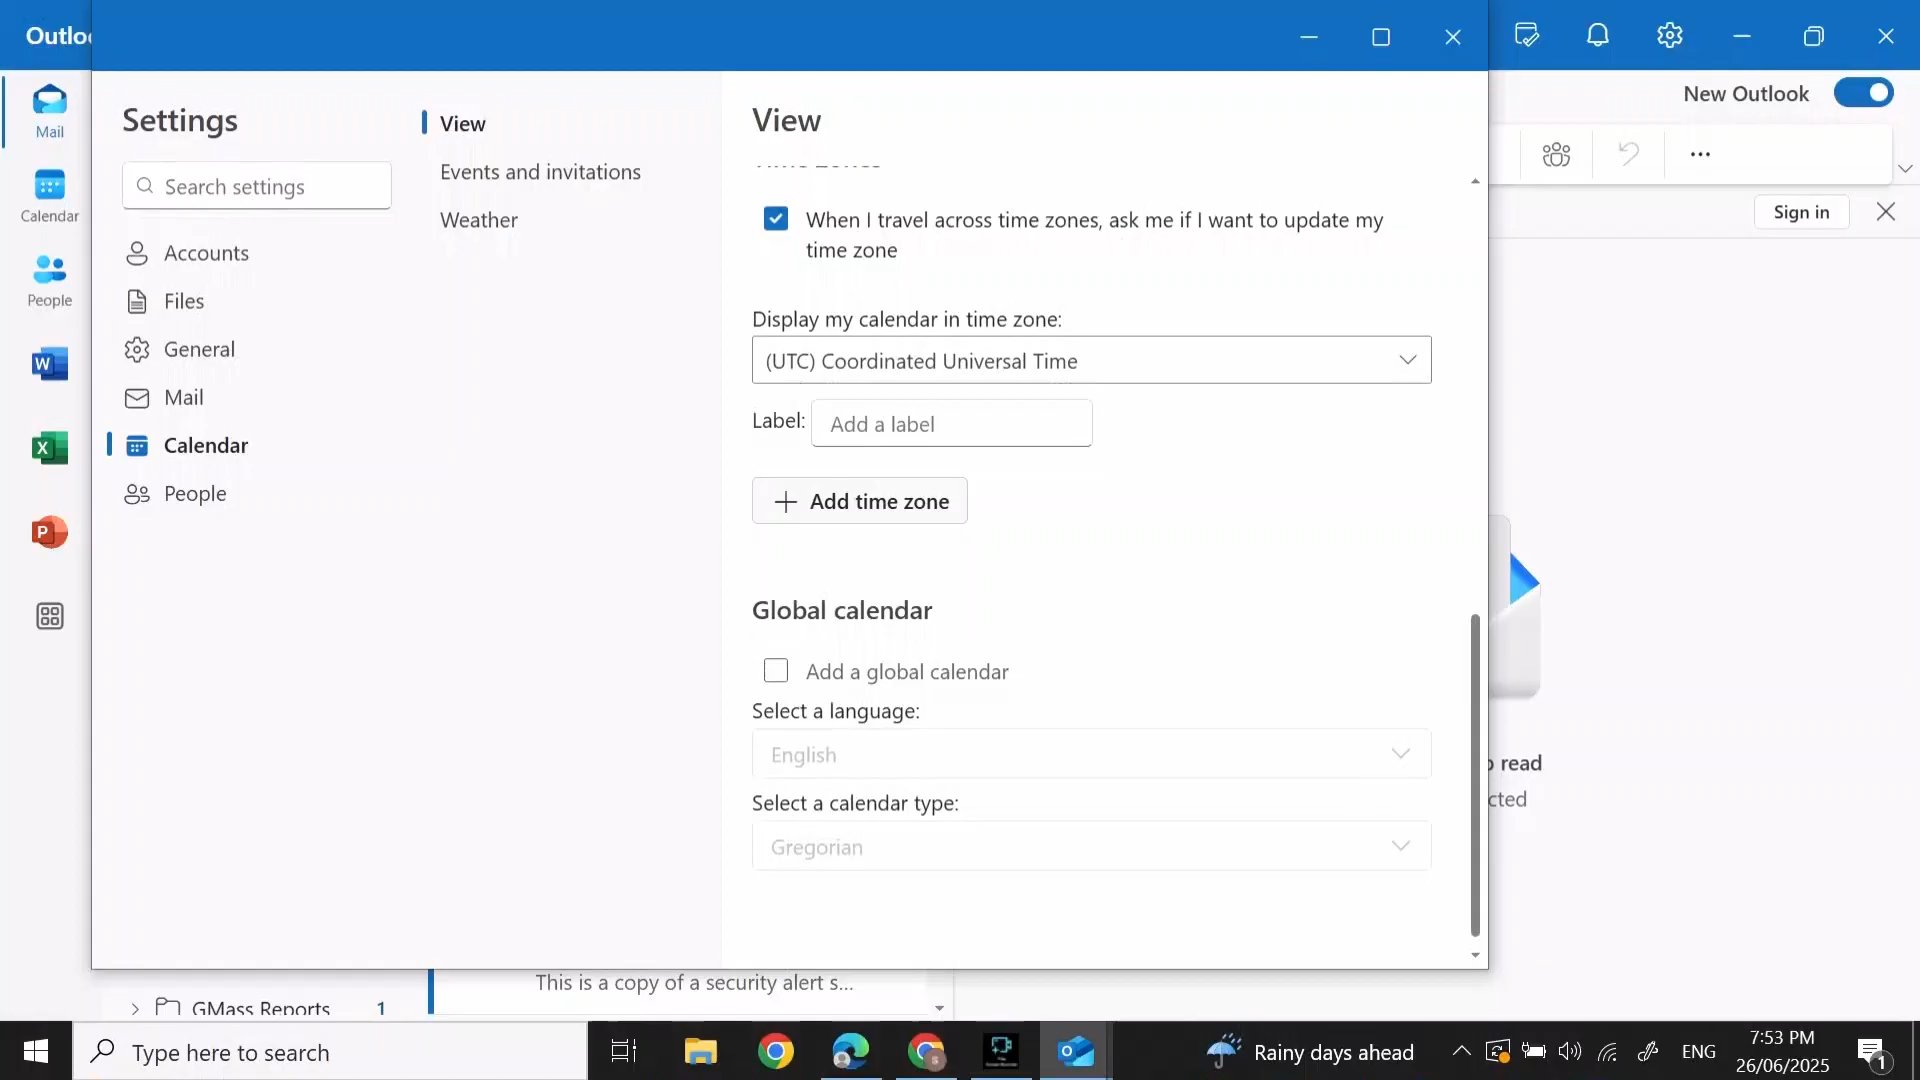 Outlo
New Outlook
Mail
Calendar
People
Sign in
Settings
Search settings
Accounts
Files
General
Mail
Calendar
People
View
Events and invitations
Weather
View
When I travel across time zones, ask me if I want to update my
time zone
Display my calendar in time zone:
(UTC) Coordinated Universal Time
Label:
Add a label
Add time zone
Global calendar
Add a global calendar
Select a language:
English
Select a calendar type:
Gregorian
read
cted
This is a copy of a security alert s...
GMass Reports
1
Type here to search
Rainy days ahead
ENG
7:53 PM
26/06/2025
1